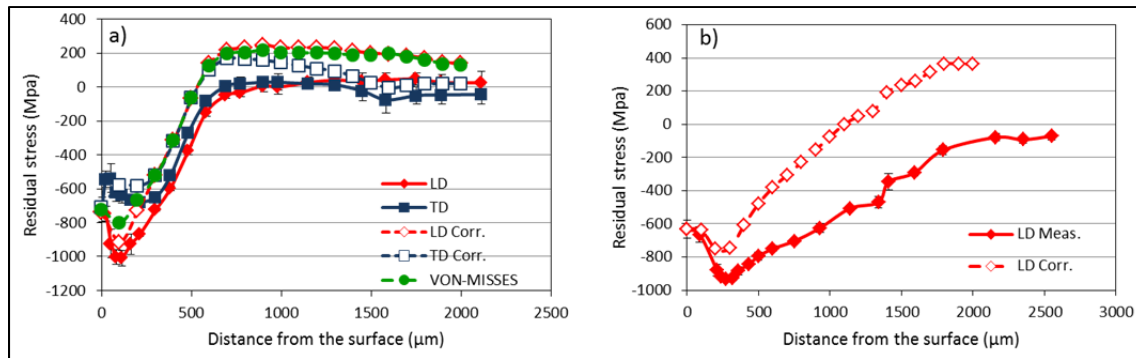 a)
400
200
0
-200
-400
-600
-800
-1000
-1200
Residual stress (Mpa)
LD
TD
LD Corr.
TD Corr.
VON-MISSES
0 500 1000 1500 2000 2500
Distance from the surface (µm)
b)
600
400
200
0
-200
-400
-600
-800
-1000
Residual stress (MPa)
LD Meas.
LD Corr.
0 500 1000 1500 2000 2500 3000
Distance from the surface (µm)